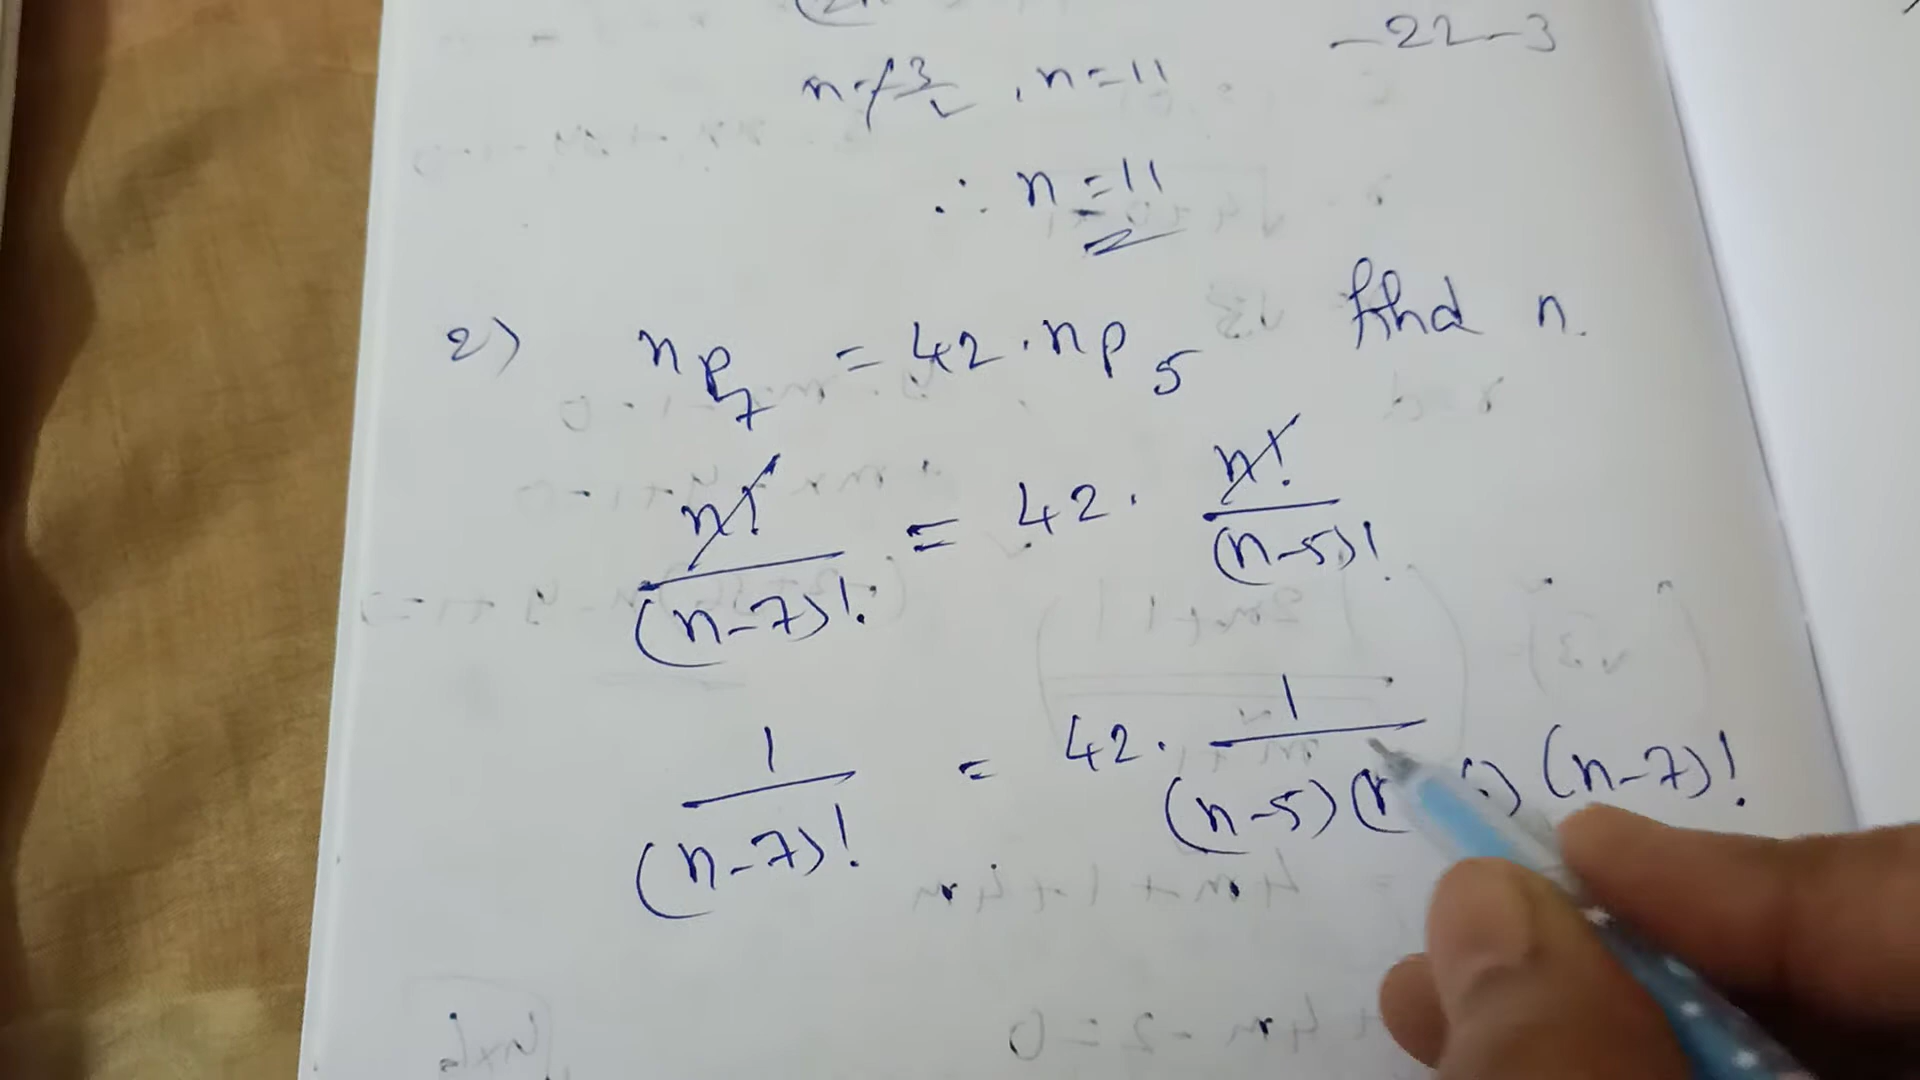 -22-3
n=-3/2, n=11
∴ n=11
2) nP7 = 42.nP5 find n.
n!/(n-7)! = 42. n!/(n-5)!
1/(n-7)! = 42. 1/(n-5)( ) (n-7)!